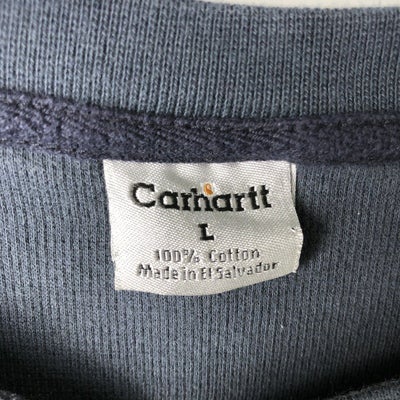 Carhartt
L
100% Cotton
Made in El Salvador